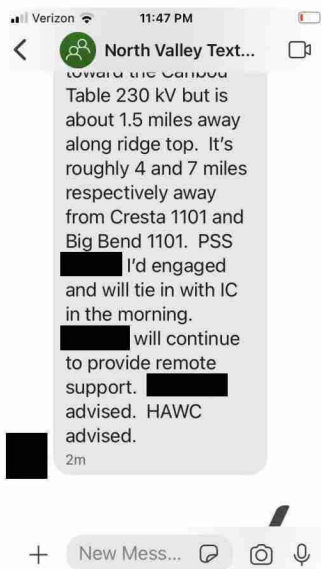 Verizon 11:47 PM
North Valley Text...
toward the Caribou
Table 230 kV but is
about 1.5 miles away
along ridge top. It's
roughly 4 and 7 miles
respectively away
from Cresta 1101 and
Big Bend 1101. PSS
I'd engaged
and will tie in with IC
in the morning.
will continue
to provide remote
support.
advised. HAWC
advised.
2m
New Mess...